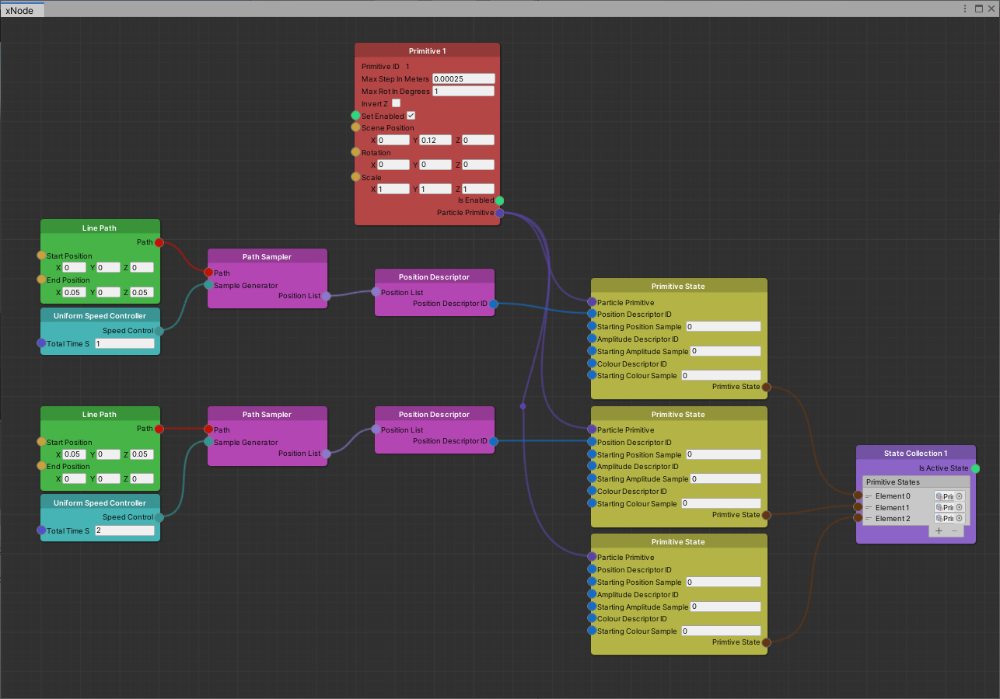 xNode
Primitive 1
Primitive ID 1
Max Step In Meters 0.00025
Max Rot In Degrees 1
Invert Z
Set Enabled
Scene Position
X 0 Y 0.12 Z 0
Rotation
X 0 Y 0 Z 0
Scale
X 1 Y 1 Z 1
Is Enabled
Particle Primitive
Line Path
Path
Start Position
X 0 Y 0 Z 0
End Position
X 0.05 Y 0 Z 0.05
Uniform Speed Controller
Speed Control
Total Time S 1
Path Sampler
Path
Sample Generator
Position List
Position Descriptor
Position List
Position Descriptor ID
Primitive State
Particle Primitive
Position Descriptor ID
Starting Position Sample 0
Amplitude Descriptor ID
Starting Amplitude Sample 0
Colour Descriptor ID
Starting Colour Sample 0
Primtive State
Line Path
Path
Start Position
X 0.05 Y 0 Z 0.05
End Position
X 0 Y 0 Z 0
Uniform Speed Controller
Speed Control
Total Time S 2
Path Sampler
Path
Sample Generator
Position List
Position Descriptor
Position List
Position Descriptor ID
Primitive State
Particle Primitive
Position Descriptor ID
Starting Position Sample 0
Amplitude Descriptor ID
Starting Amplitude Sample 0
Colour Descriptor ID
Starting Colour Sample 0
Primtive State
Primitive State
Particle Primitive
Position Descriptor ID
Starting Position Sample 0
Amplitude Descriptor ID
Starting Amplitude Sample 0
Colour Descriptor ID
Starting Colour Sample 0
Primtive State
State Collection 1
Is Active State
Primitive States
Element 0 Pri
Element 1 Pri
Element 2 Pri
+ −